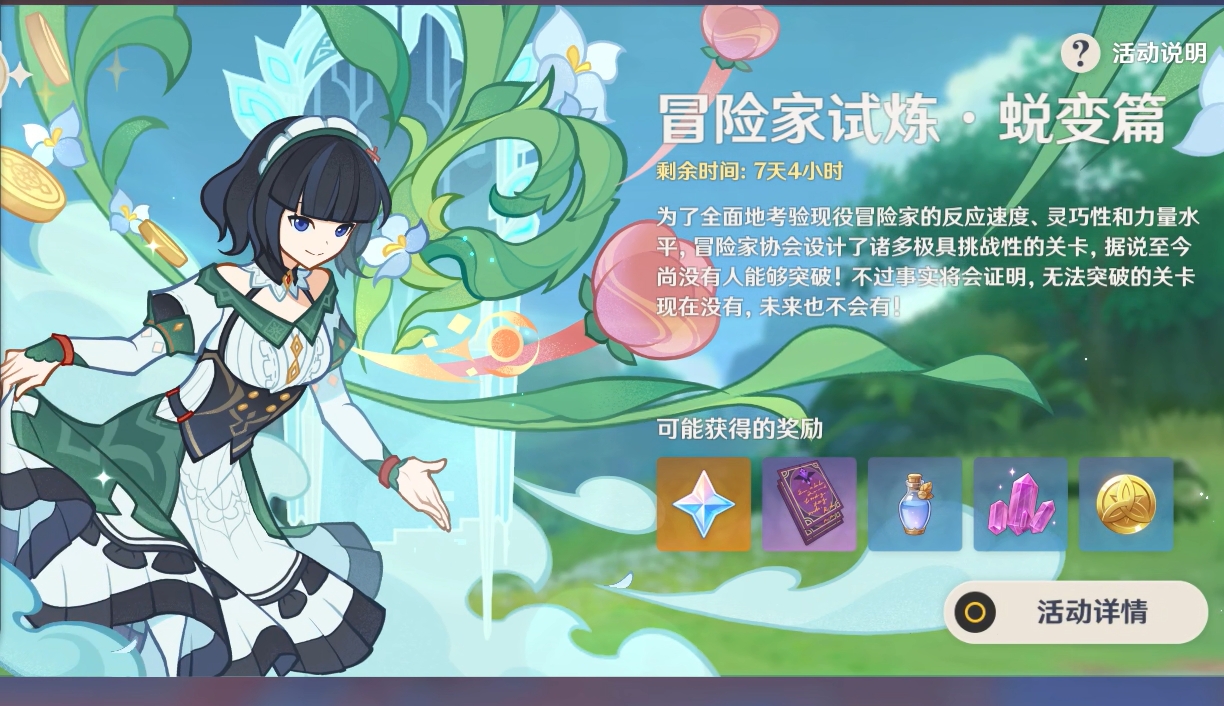 活动说明
冒险家试炼·蜕变篇
剩余时间: 7天4小时
为了全面地考验现役冒险家的反应速度、灵巧性和力量水
平, 冒险家协会设计了诸多极具挑战性的关卡, 据说至今
尚没有人能够突破! 不过事实将会证明, 无法突破的关卡
现在没有, 未来也不会有!
可能获得的奖励
活动详情